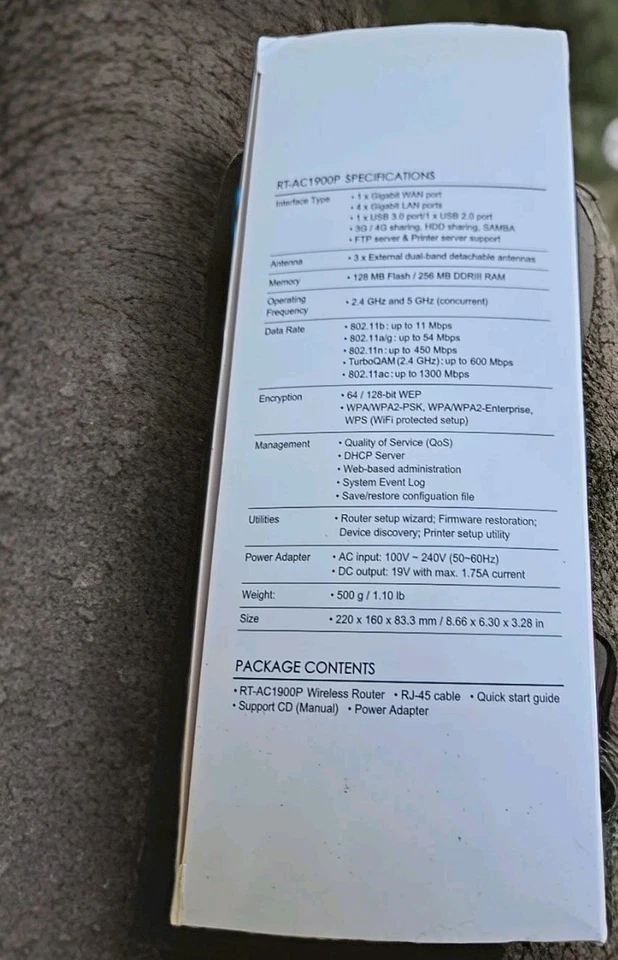 RT-AC1900P SPECIFICATIONS
Interface Type
• 1 x Gigabit WAN port
• 4 x Gigabit LAN ports
• 1 x USB 3.0 port/1 x USB 2.0 port
• 3G / 4G sharing, HDD sharing, SAMBA
• FTP server & Printer server support
Antenna • 3 x External dual-band detachable antennas
Memory • 128 MB Flash / 256 MB DDRIII RAM
Operating
Frequency
• 2.4 GHz and 5 GHz (concurrent)
Data Rate • 802.11b: up to 11 Mbps
• 802.11a/g: up to 54 Mbps
• 802.11n: up to 450 Mbps
• TurboQAM (2.4 GHz): up to 600 Mbps
• 802.11ac: up to 1300 Mbps
Encryption • 64 / 128-bit WEP
• WPA/WPA2-PSK, WPA/WPA2-Enterprise,
WPS (WiFi protected setup)
Management • Quality of Service (QoS)
• DHCP Server
• Web-based administration
• System Event Log
• Save/restore configuation file
Utilities • Router setup wizard; Firmware restoration;
Device discovery; Printer setup utility
Power Adapter • AC input: 100V ~ 240V (50~60Hz)
• DC output: 19V with max. 1.75A current
Weight: • 500 g / 1.10 lb
Size • 220 x 160 x 83.3 mm / 8.66 x 6.30 x 3.28 in
PACKAGE CONTENTS
• RT-AC1900P Wireless Router • RJ-45 cable • Quick start guide
• Support CD (Manual) • Power Adapter